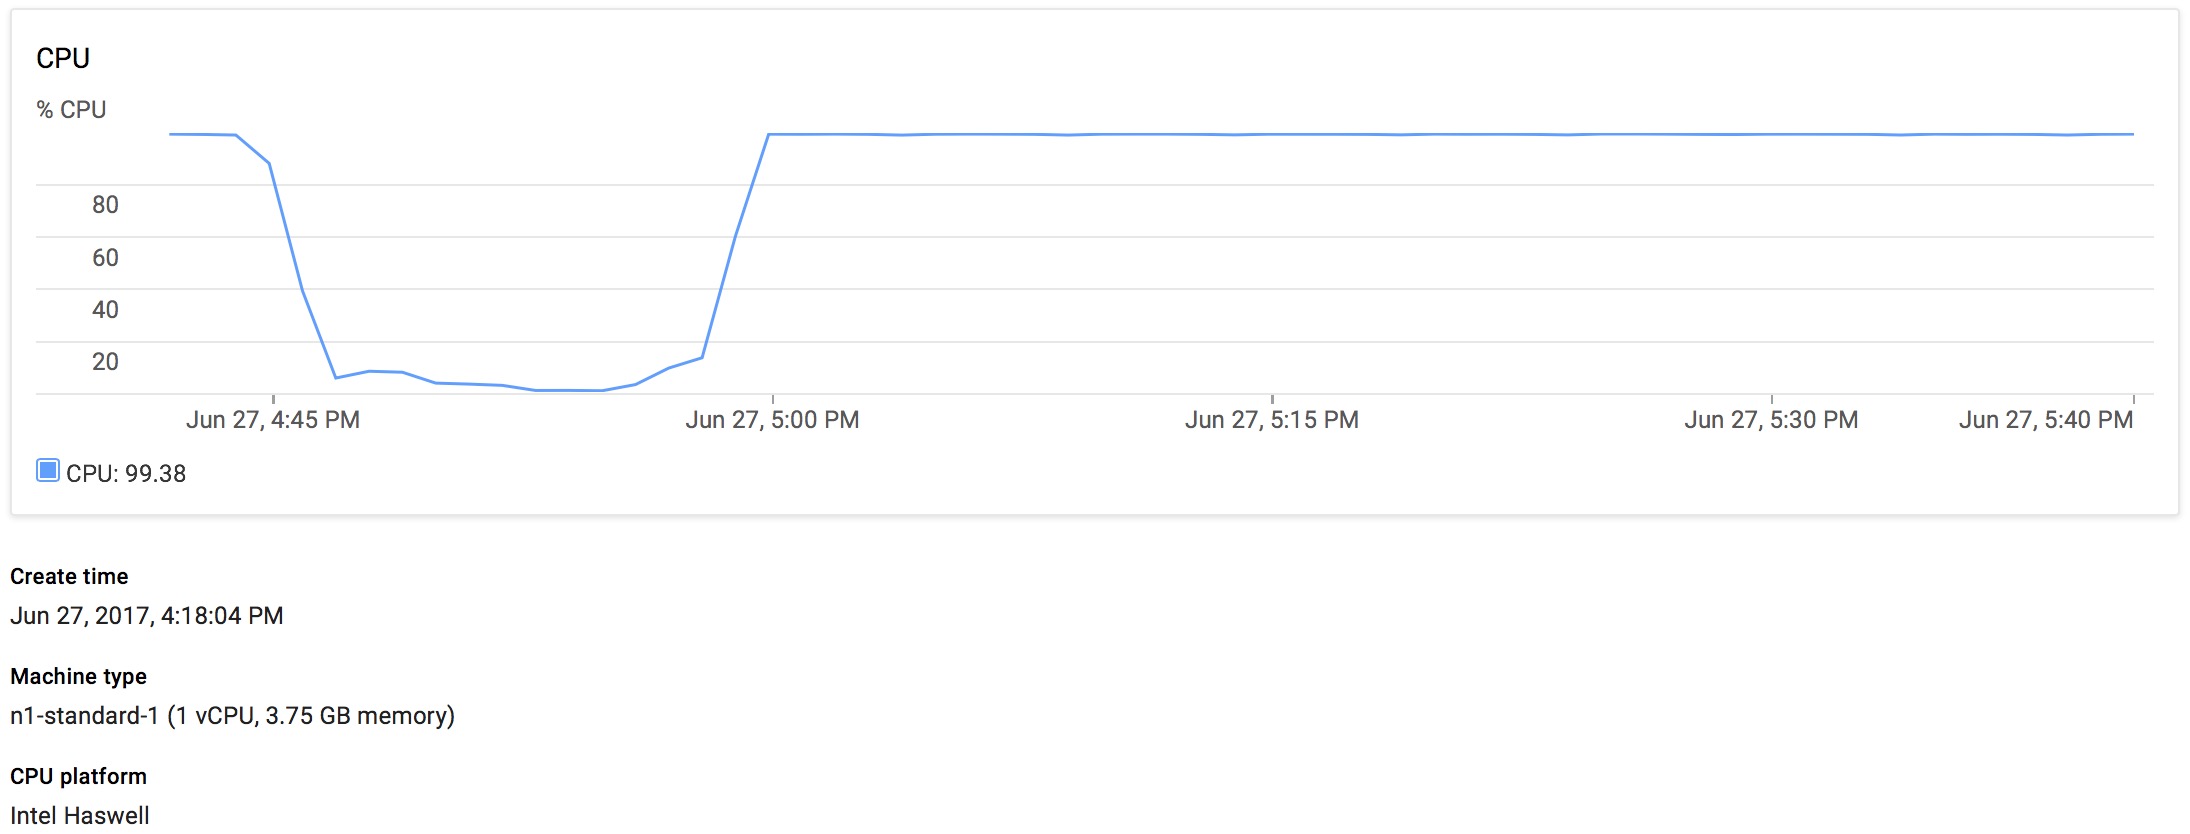 CPU
% CPU
80
60
40
20
Jun 27, 4:45 PM Jun 27, 5:00 PM Jun 27, 5:15 PM Jun 27, 5:30 PM Jun 27, 5:40 PM
CPU: 99.38
Create time
Jun 27, 2017, 4:18:04 PM
Machine type
n1-standard-1 (1 vCPU, 3.75 GB memory)
CPU platform
Intel Haswell